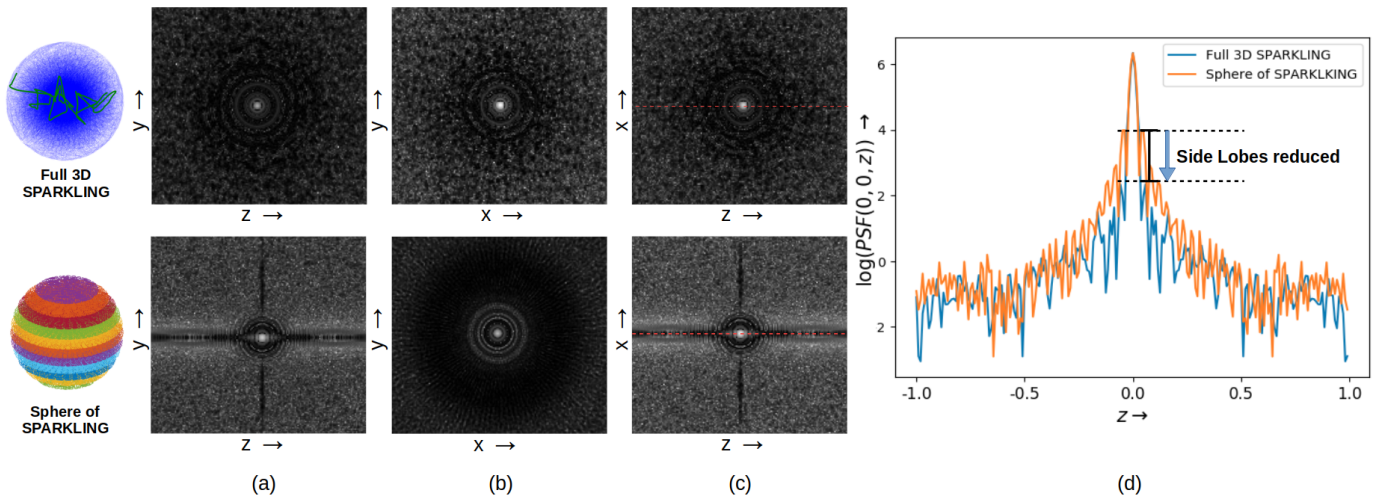 Full 3D
SPARKLING
y →
z →
y →
x →
x →
z →
Sphere of
SPARKLING
y →
z →
y →
x →
x →
z →
(a)
(b)
(c)
log(PSF(0, 0, z)) →
6
4
2
0
2
Full 3D SPARKLING
Sphere of SPARKLKING
Side Lobes reduced
-1.0
-0.5
0.0
0.5
1.0
z→
(d)